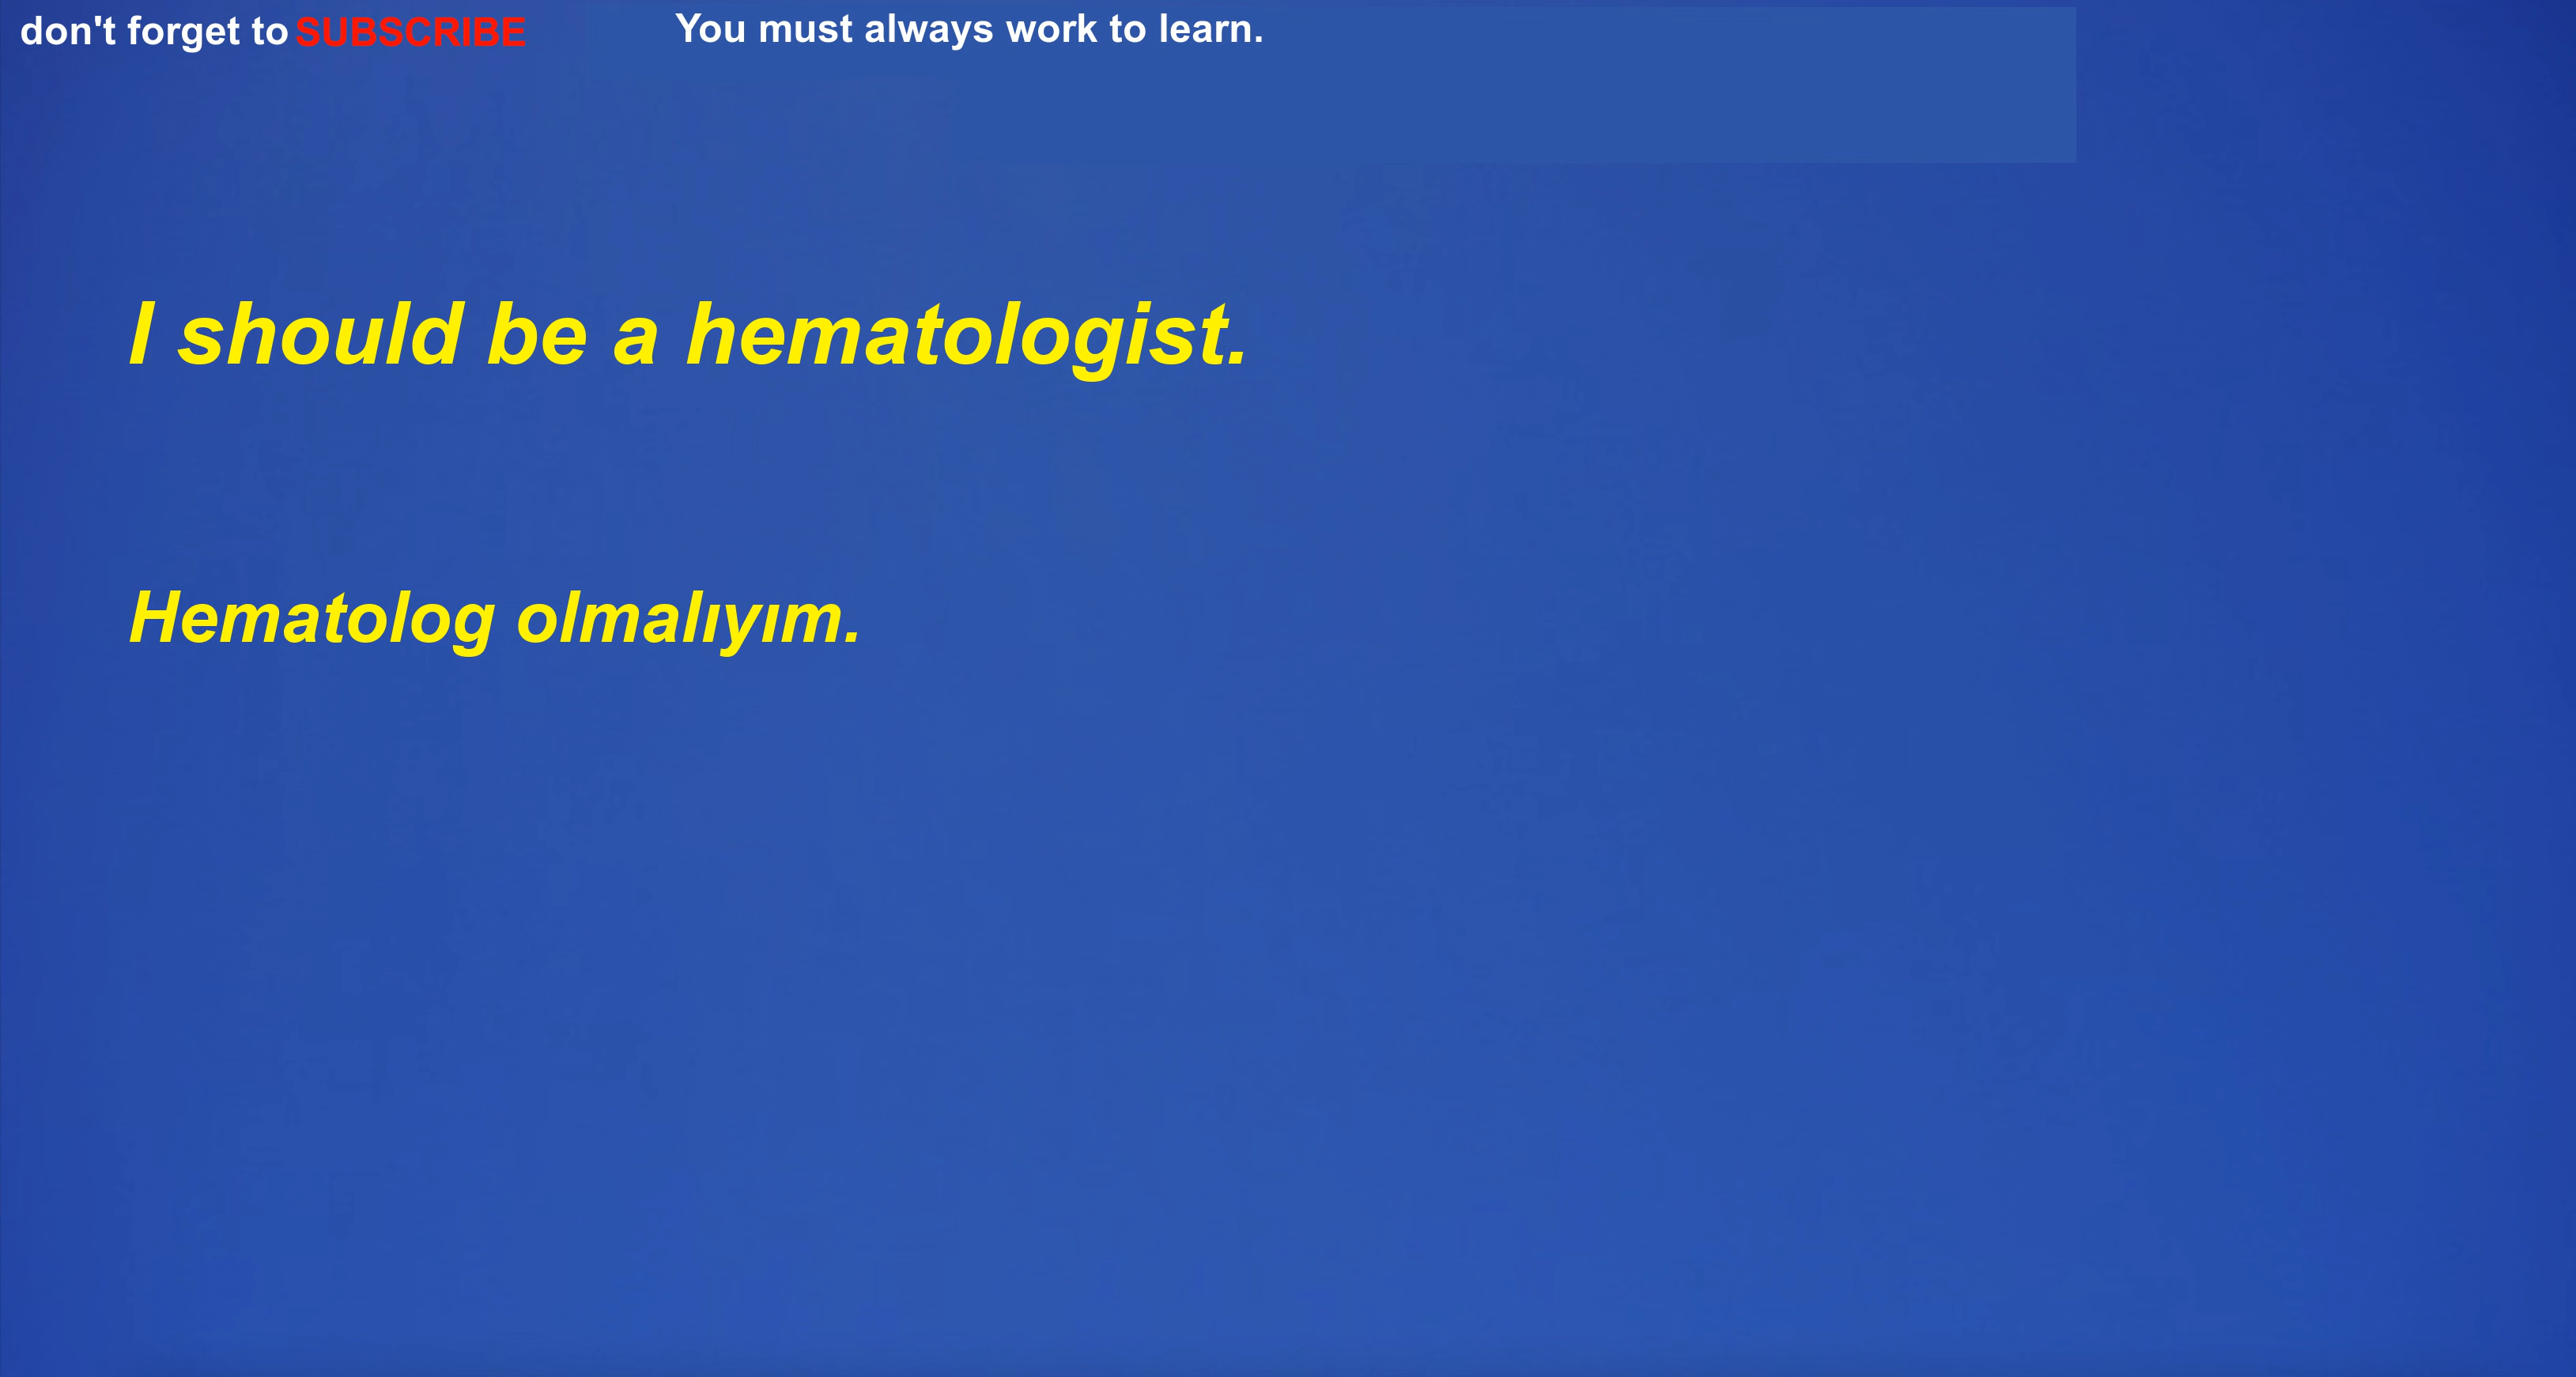 don't forget to SUBSCRIBE
You must always work to learn.
I should be a hematologist.
Hematolog olmalıyım.